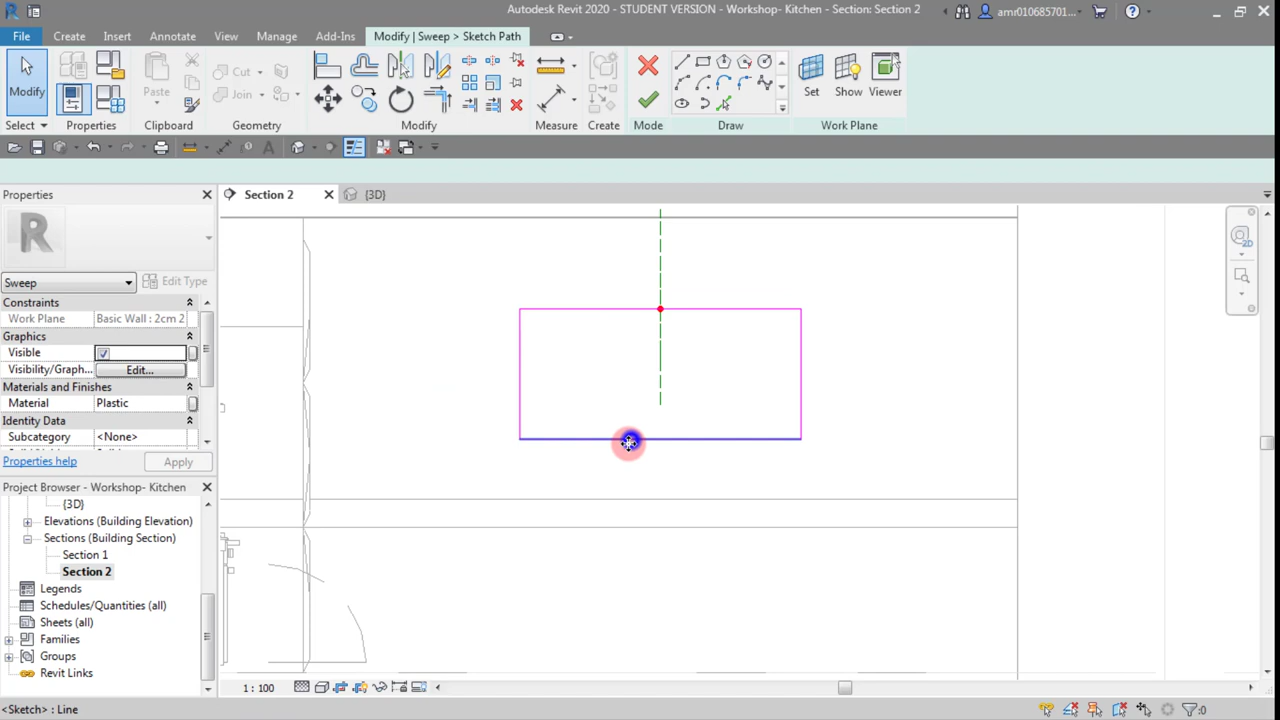 Autodesk Revit 2020 - STUDENT VERSION - Workshop- Kitchen - Section: Section 2
amr010685701...
File Create Insert Annotate View Manage Add-Ins Modify | Sweep > Sketch Path
Modify
Paste
Cut
Join
Set Show Viewer
Select Properties Clipboard Geometry Modify Measure Create Mode Draw Work Plane
Properties
Section 2
{3D}
Sweep
Edit Type
Constraints
Work Plane Basic Wall : 2cm 2
Graphics
Visible
Visibility/Graph... Edit...
Materials and Finishes
Material Plastic
Identity Data
Subcategory <None>
Properties help
Apply
Project Browser - Workshop- Kitchen
{3D}
Elevations (Building Elevation)
Sections (Building Section)
Section 1
Section 2
Legends
Schedules/Quantities (all)
Sheets (all)
Families
Groups
Revit Links
1 : 100
<Sketch> : Line
:0